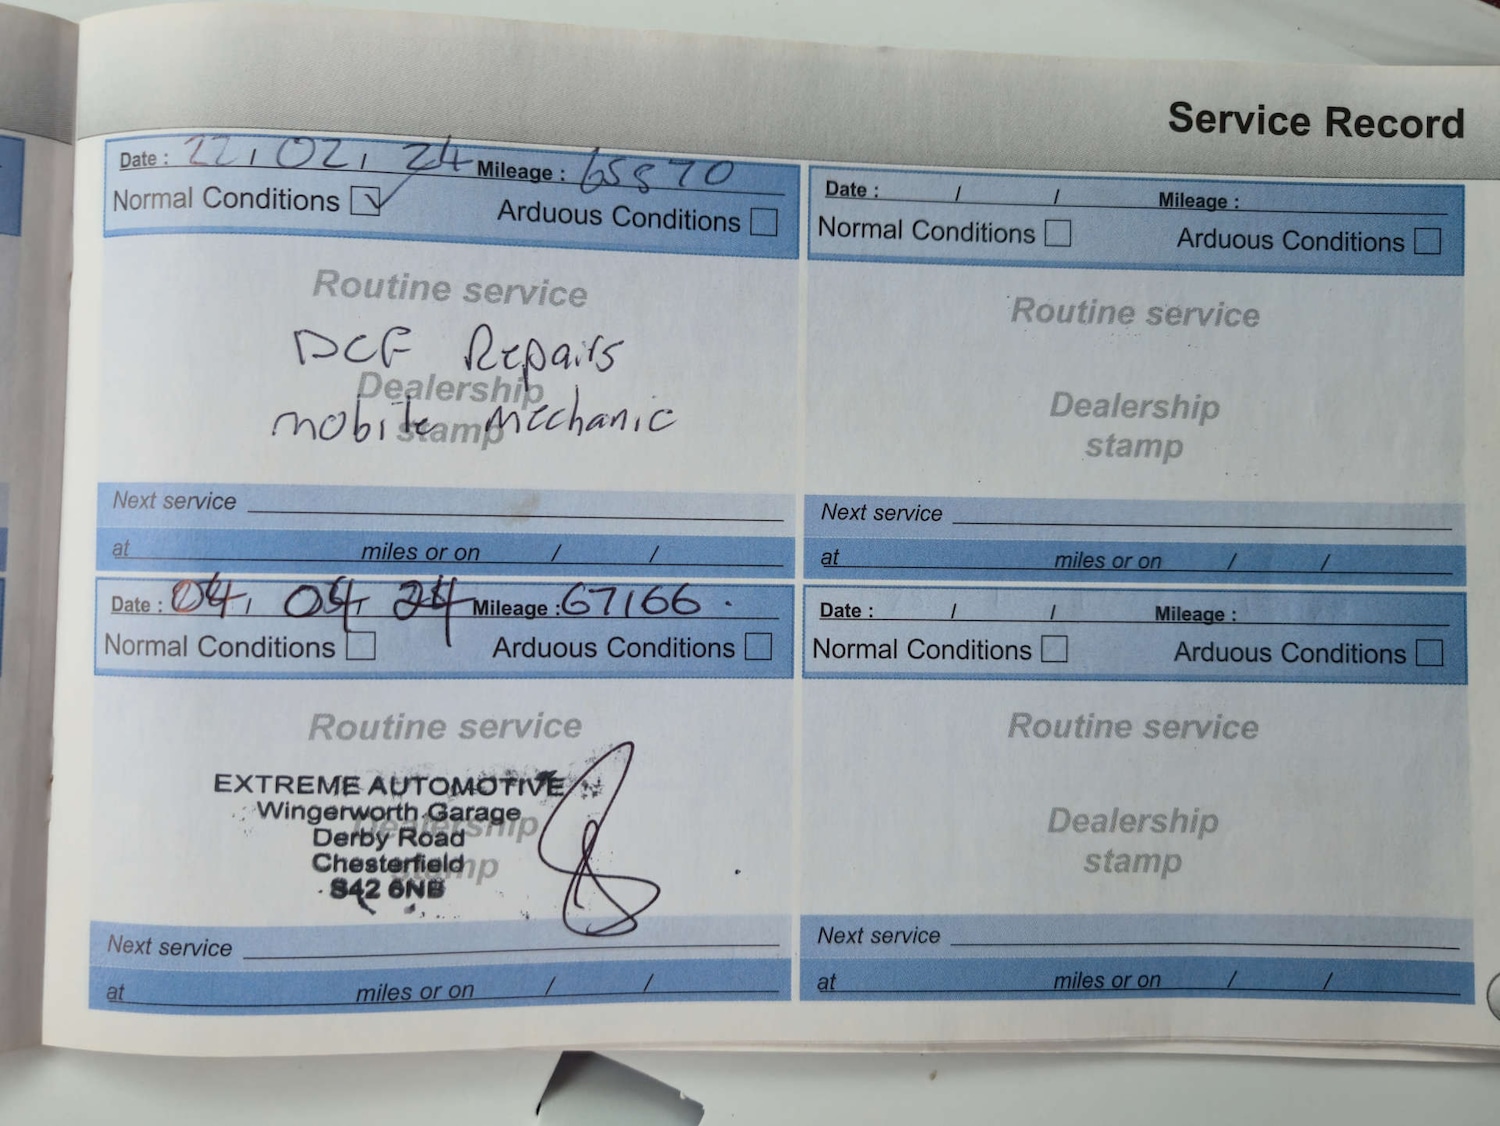 Service Record
Date : 22, 02, 24 Mileage : 65870
Normal Conditions Arduous Conditions
Routine service
DCF Repairs
Dealership
mobile Mechanic
stamp
Next service
at miles or on / /
Date : / / Mileage :
Normal Conditions Arduous Conditions
Routine service
Dealership
stamp
Next service
at miles or on / /
Date : 04, 04, 24 Mileage : 67166 .
Normal Conditions Arduous Conditions
Routine service
EXTREME AUTOMOTIVE
Wingerworth Garage
Dealership
Derby Road
Chesterfield
stamp
S42 6NB
Next service
at miles or on / /
Date : / / Mileage :
Normal Conditions Arduous Conditions
Routine service
Dealership
stamp
Next service
at miles or on / /